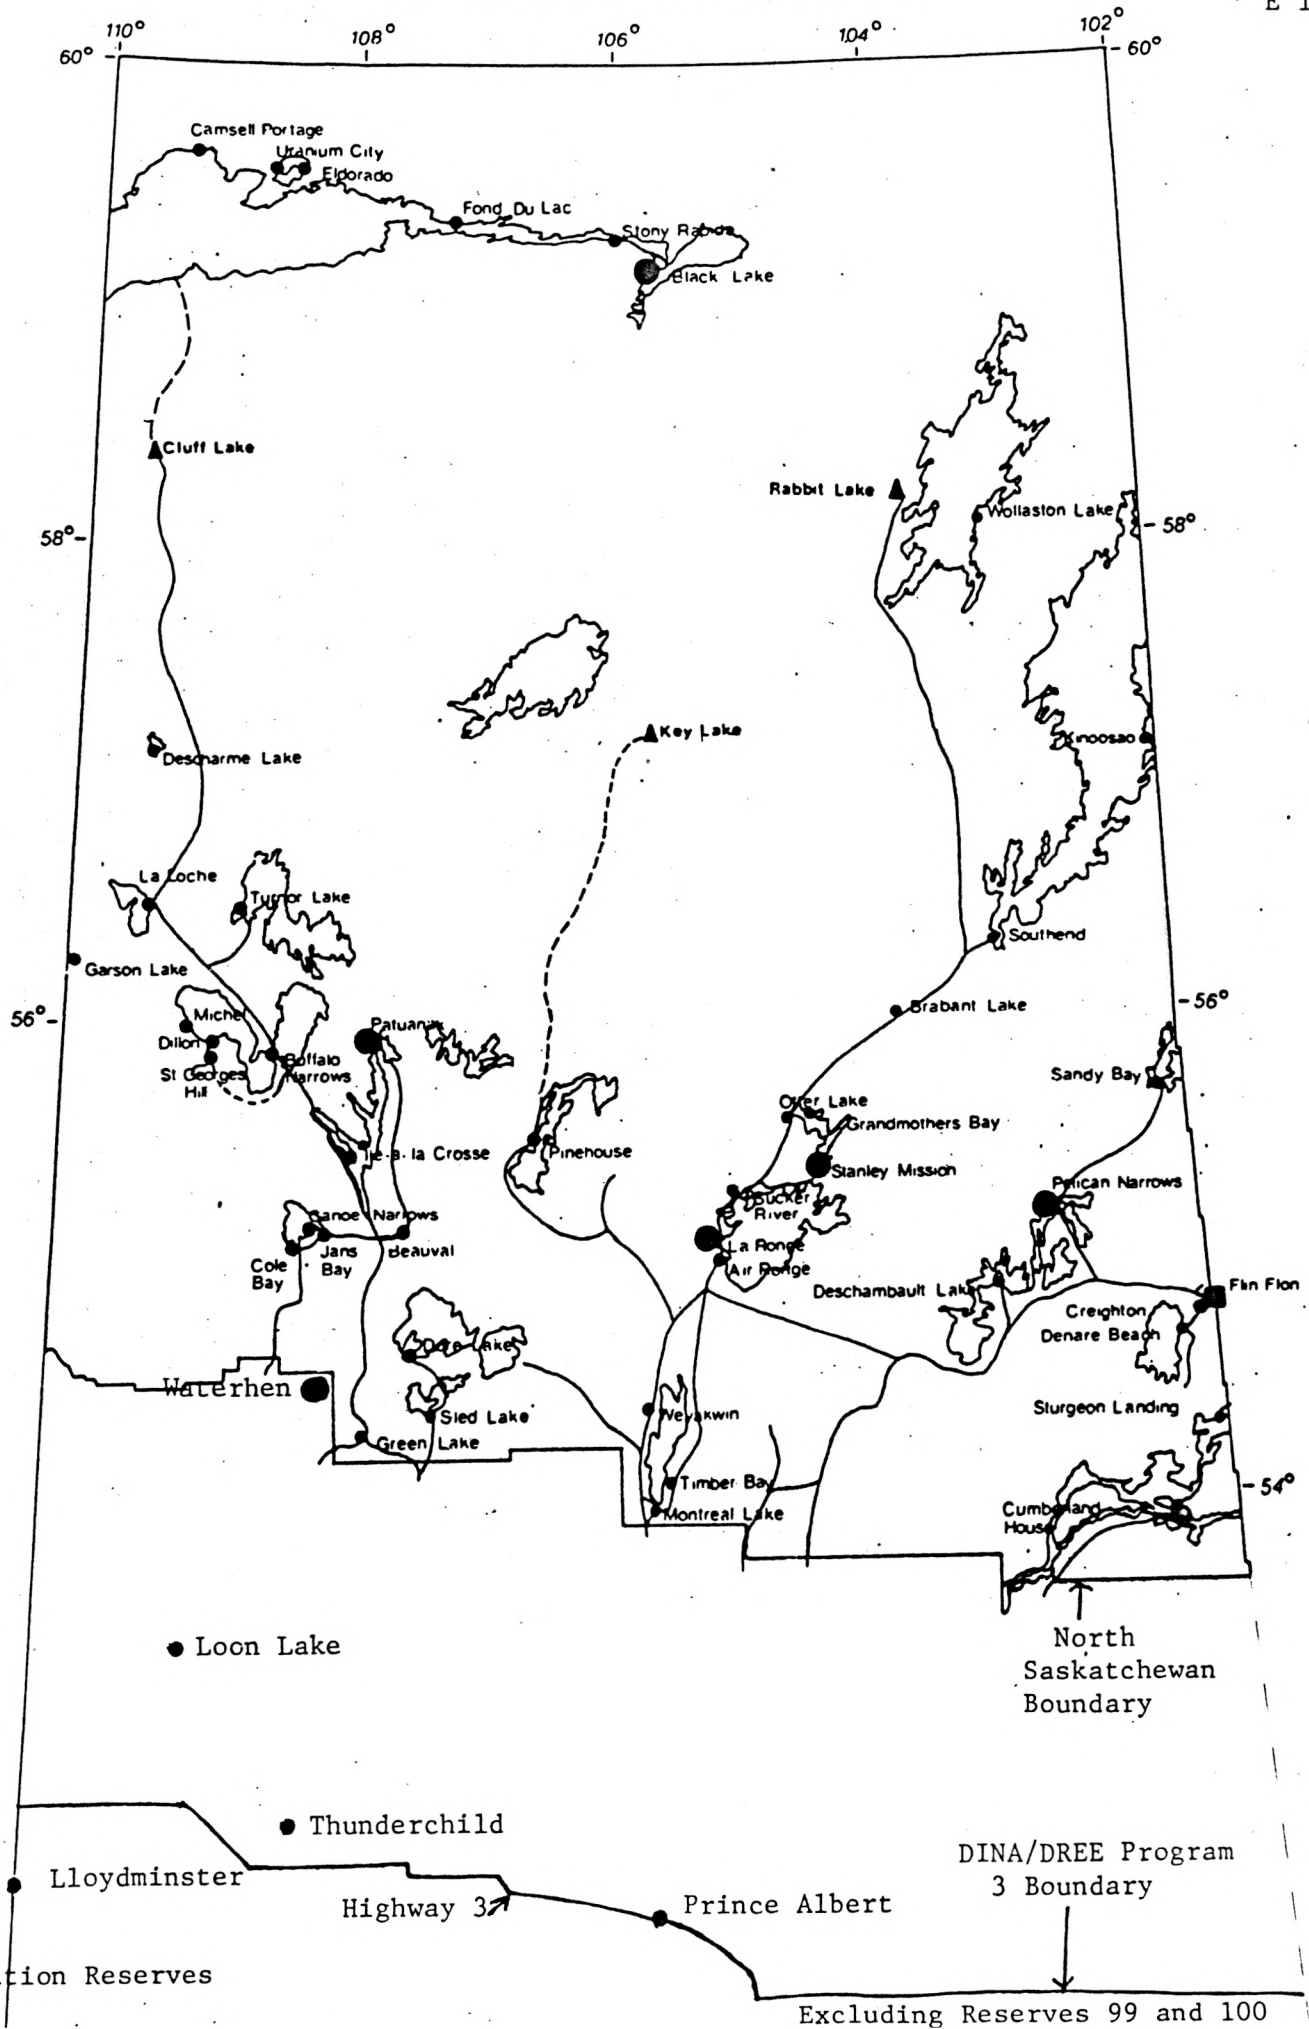 E 1
110°
108°
106°
104°
102°
60°
60°
Camsell Portage
Uranium City
Eldorado
Fond Du Lac
Stony Rapids
Black Lake
Cluff Lake
Rabbit Lake
Wollaston Lake
58°
58°
Key Lake
Kinoosao
Descharme Lake
La Loche
Turnor Lake
Southend
Garson Lake
Brabant Lake
56°
56°
Michel
Patuanak
Dillon
Buffalo
Narrows
St Georges
Hill
Sandy Bay
Otter Lake
Grandmothers Bay
Ile-a-la Crosse
Pinehouse
Stanley Mission
Pelican Narrows
Sucker
River
Canoe Narrows
La Ronge
Jans
Bay
Beauval
Cole
Bay
Air Ronge
Deschambault Lake
Flin Flon
Creighton
Denare Beach
Dore Lake
Waterhen
Sled Lake
Weyakwin
Sturgeon Landing
Green Lake
Timber Bay
54°
Montreal Lake
Cumberland
House
Loon Lake
North
Saskatchewan
Boundary
Thunderchild
DINA/DREE Program
3 Boundary
Lloydminster
Highway 3
Prince Albert
tion Reserves
Excluding Reserves 99 and 100